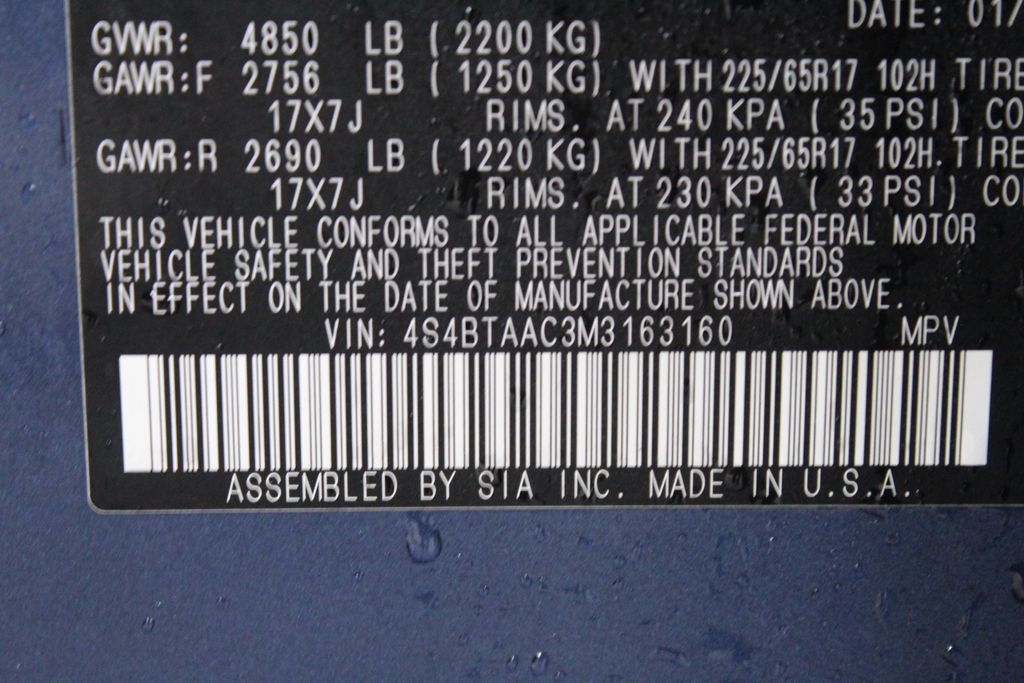 DATE: 01/
GVWR: 4850 LB ( 2200 KG)
GAWR:F 2756 LB ( 1250 KG) WITH 225/65R17 102H TIRE
17X7J RIMS. AT 240 KPA ( 35 PSI) CO
GAWR:R 2690 LB ( 1220 KG) WITH 225/65R17 102H TIRE
17X7J RIMS. AT 230 KPA ( 33 PSI) CO
THIS VEHICLE CONFORMS TO ALL APPLICABLE FEDERAL MOTOR
VEHICLE SAFETY AND THEFT PREVENTION STANDARDS
IN EFFECT ON THE DATE OF MANUFACTURE SHOWN ABOVE.
VIN: 4S4BTAAC3M3163160 MPV
ASSEMBLED BY SIA INC. MADE IN U.S.A.